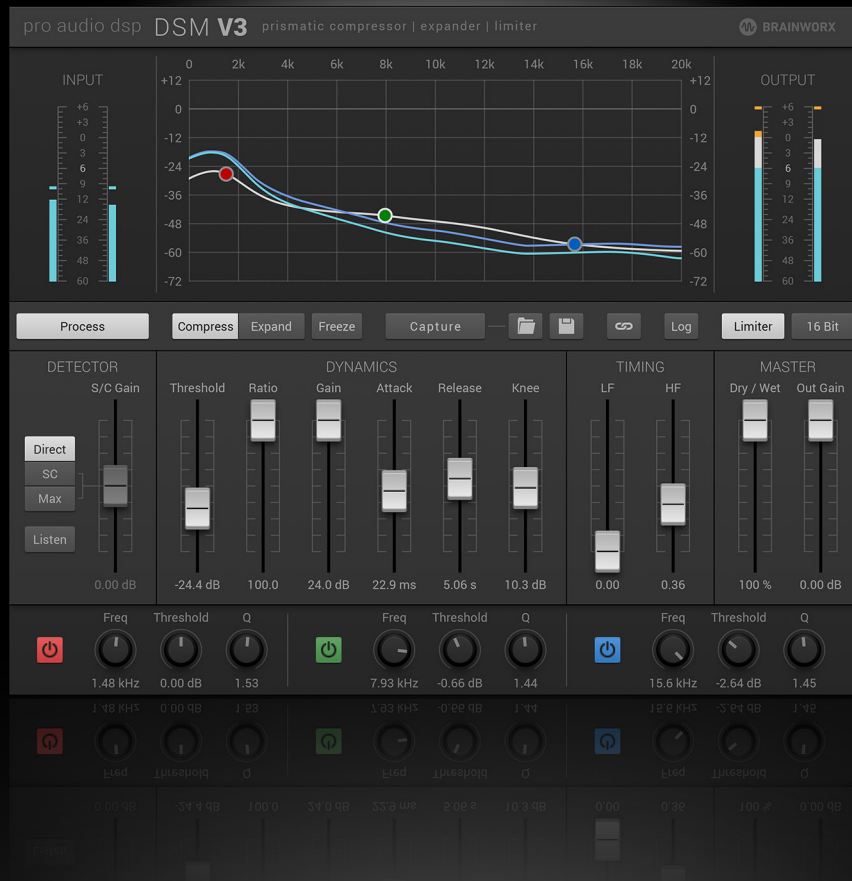 pro audio dsp DSM V3 prismatic compressor | expander | limiter BRAINWORX
INPUT
OUTPUT
0 2k 4k 6k 8k 10k 12k 14k 16k 18k 20k
+12 +12
0 0
-12 -12
-24 -24
-36 -36
-48 -48
-60 -60
-72 -72
+6 +6
+3 +3
0 0
3 3
6 6
9 9
12 12
24 24
36 36
48 48
60 60
Process Compress Expand Freeze Capture Log Limiter 16 Bit
DETECTOR DYNAMICS TIMING MASTER
S/C Gain Threshold Ratio Gain Attack Release Knee LF HF Dry / Wet Out Gain
Direct
SC
Max
Listen
0.00 dB -24.4 dB 100.0 24.0 dB 22.9 ms 5.06 s 10.3 dB 0.00 0.36 100 % 0.00 dB
Freq Threshold Q Freq Threshold Q Freq Threshold Q
1.48 kHz 0.00 dB 1.53 7.93 kHz -0.66 dB 1.44 15.6 kHz -2.64 dB 1.45